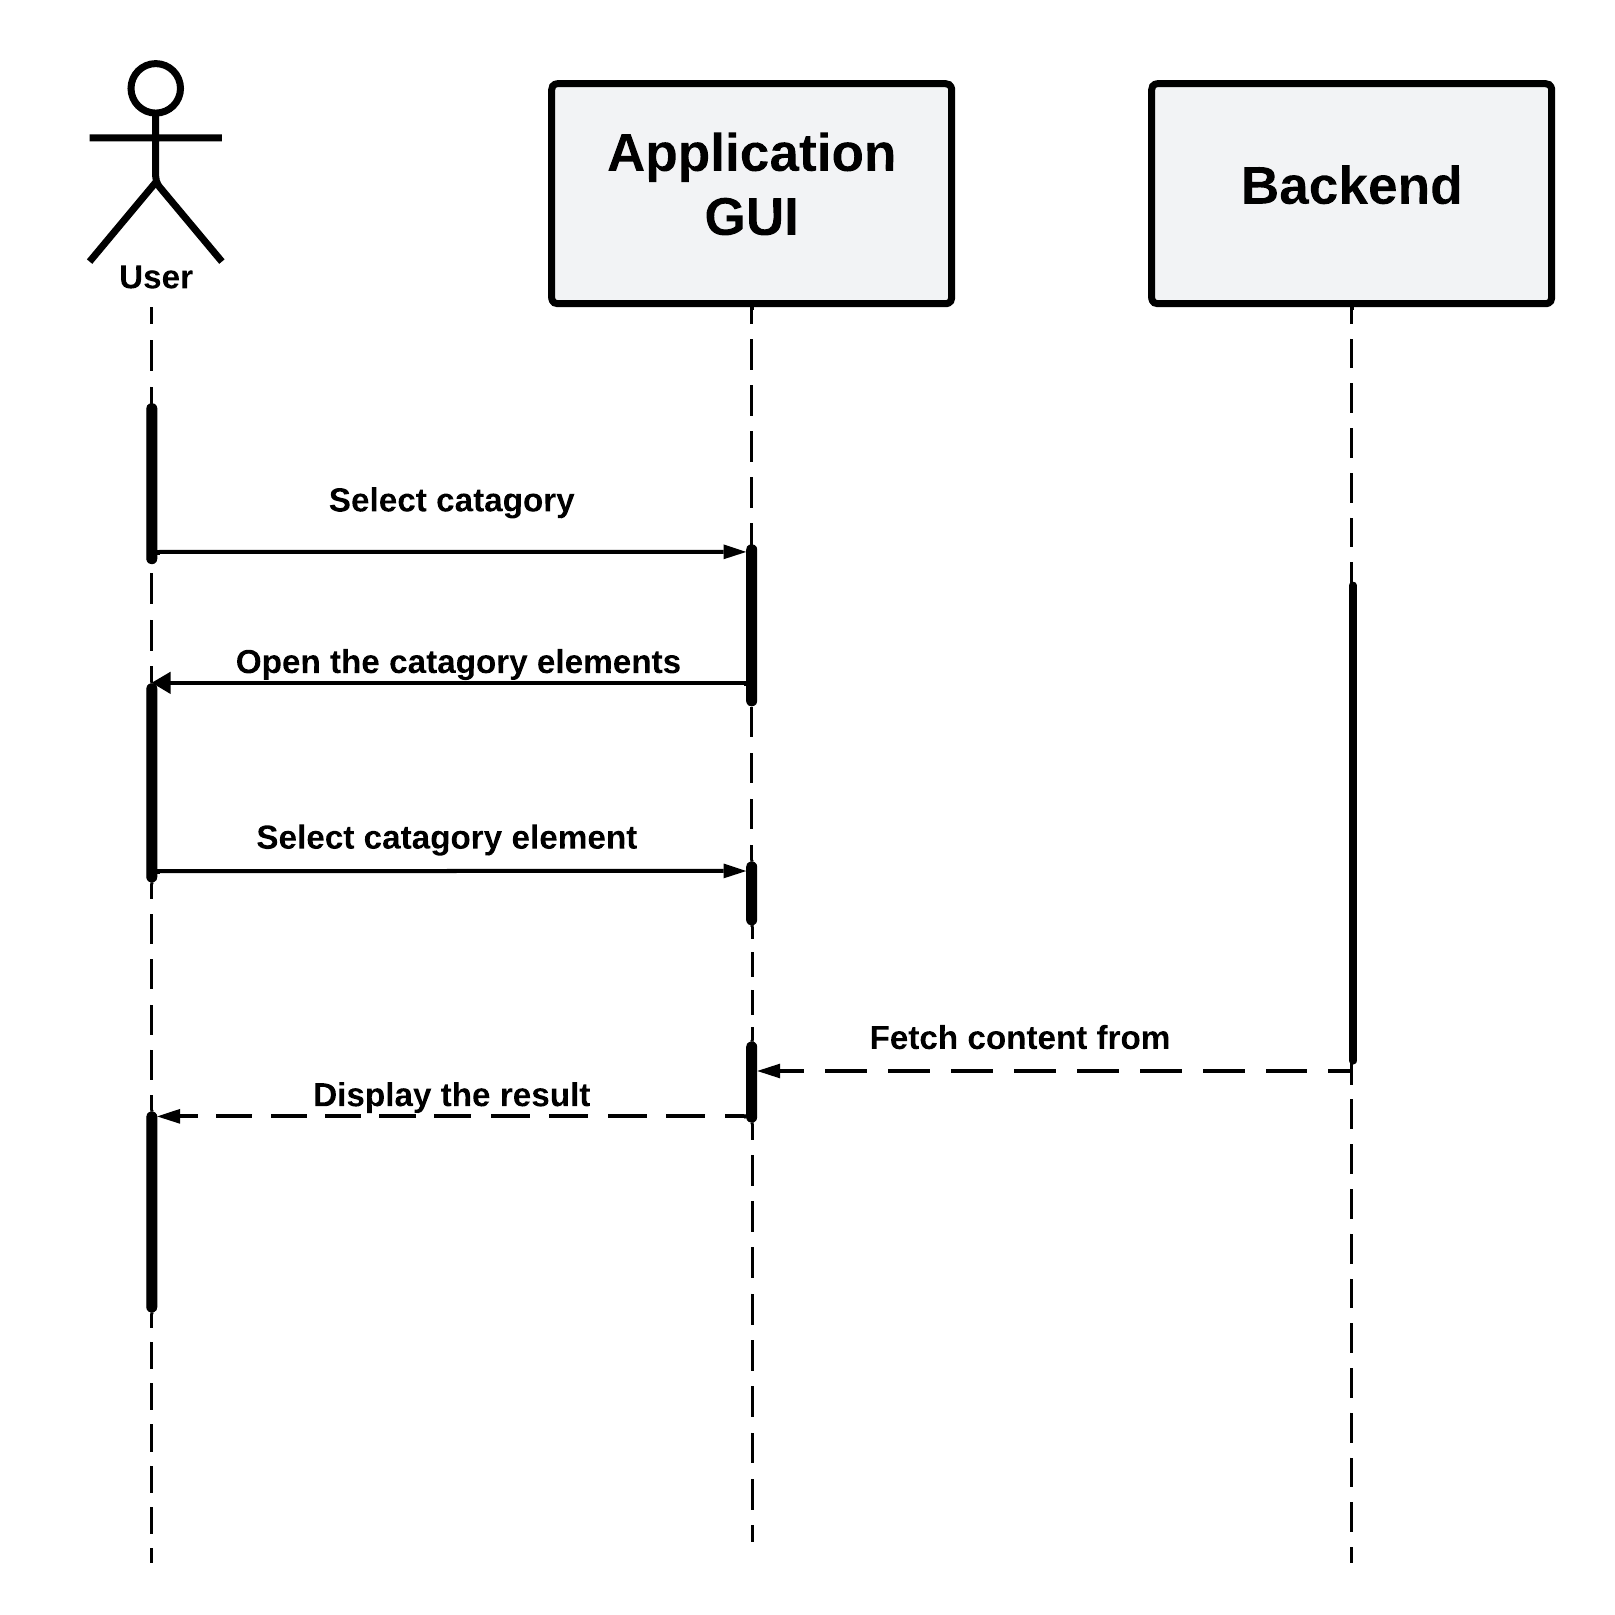 User
Application
GUI
Backend
Select catagory
Open the catagory elements
Select catagory element
Fetch content from
Display the result